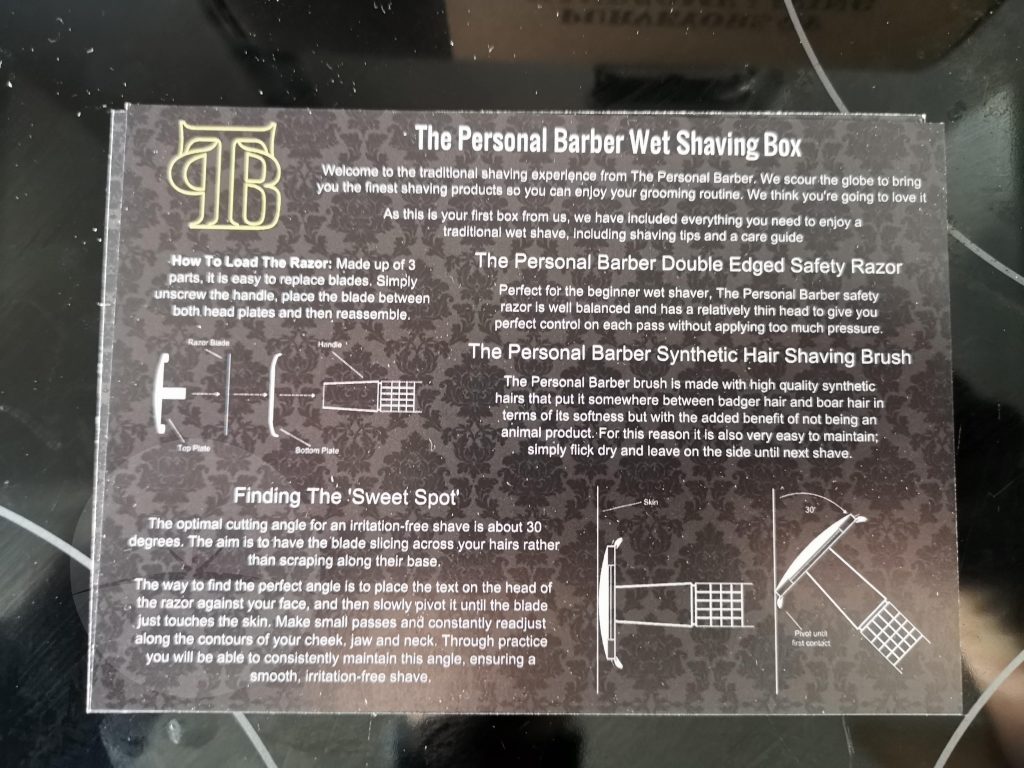 TPB
The Personal Barber Wet Shaving Box
Welcome to the traditional shaving experience from The Personal Barber. We scour the globe to bring
you the finest shaving products so you can enjoy your grooming routine. We think you're going to love it
As this is your first box from us, we have included everything you need to enjoy a
traditional wet shave, including shaving tips and a care guide
How To Load The Razor: Made up of 3
parts, it is easy to replace blades. Simply
unscrew the handle, place the blade between
both head plates and then reassemble.
Razor Blade
Handle
Top Plate
Bottom Plate
The Personal Barber Double Edged Safety Razor
Perfect for the beginner wet shaver, The Personal Barber safety
razor is well balanced and has a relatively thin head to give you
perfect control on each pass without applying too much pressure.
The Personal Barber Synthetic Hair Shaving Brush
The Personal Barber brush is made with high quality synthetic
hairs that put it somewhere between badger hair and boar hair in
terms of its softness but with the added benefit of not being an
animal product. For this reason it is also very easy to maintain;
simply flick dry and leave on the side until next shave.
Finding The 'Sweet Spot'
The optimal cutting angle for an irritation-free shave is about 30
degrees. The aim is to have the blade slicing across your hairs rather
than scraping along their base.
The way to find the perfect angle is to place the text on the head of
the razor against your face, and then slowly pivot it until the blade
just touches the skin. Make small passes and constantly readjust
along the contours of your cheek, jaw and neck. Through practice
you will be able to consistently maintain this angle, ensuring a
smooth, irritation-free shave.
Skin
30°
Pivot until
first contact